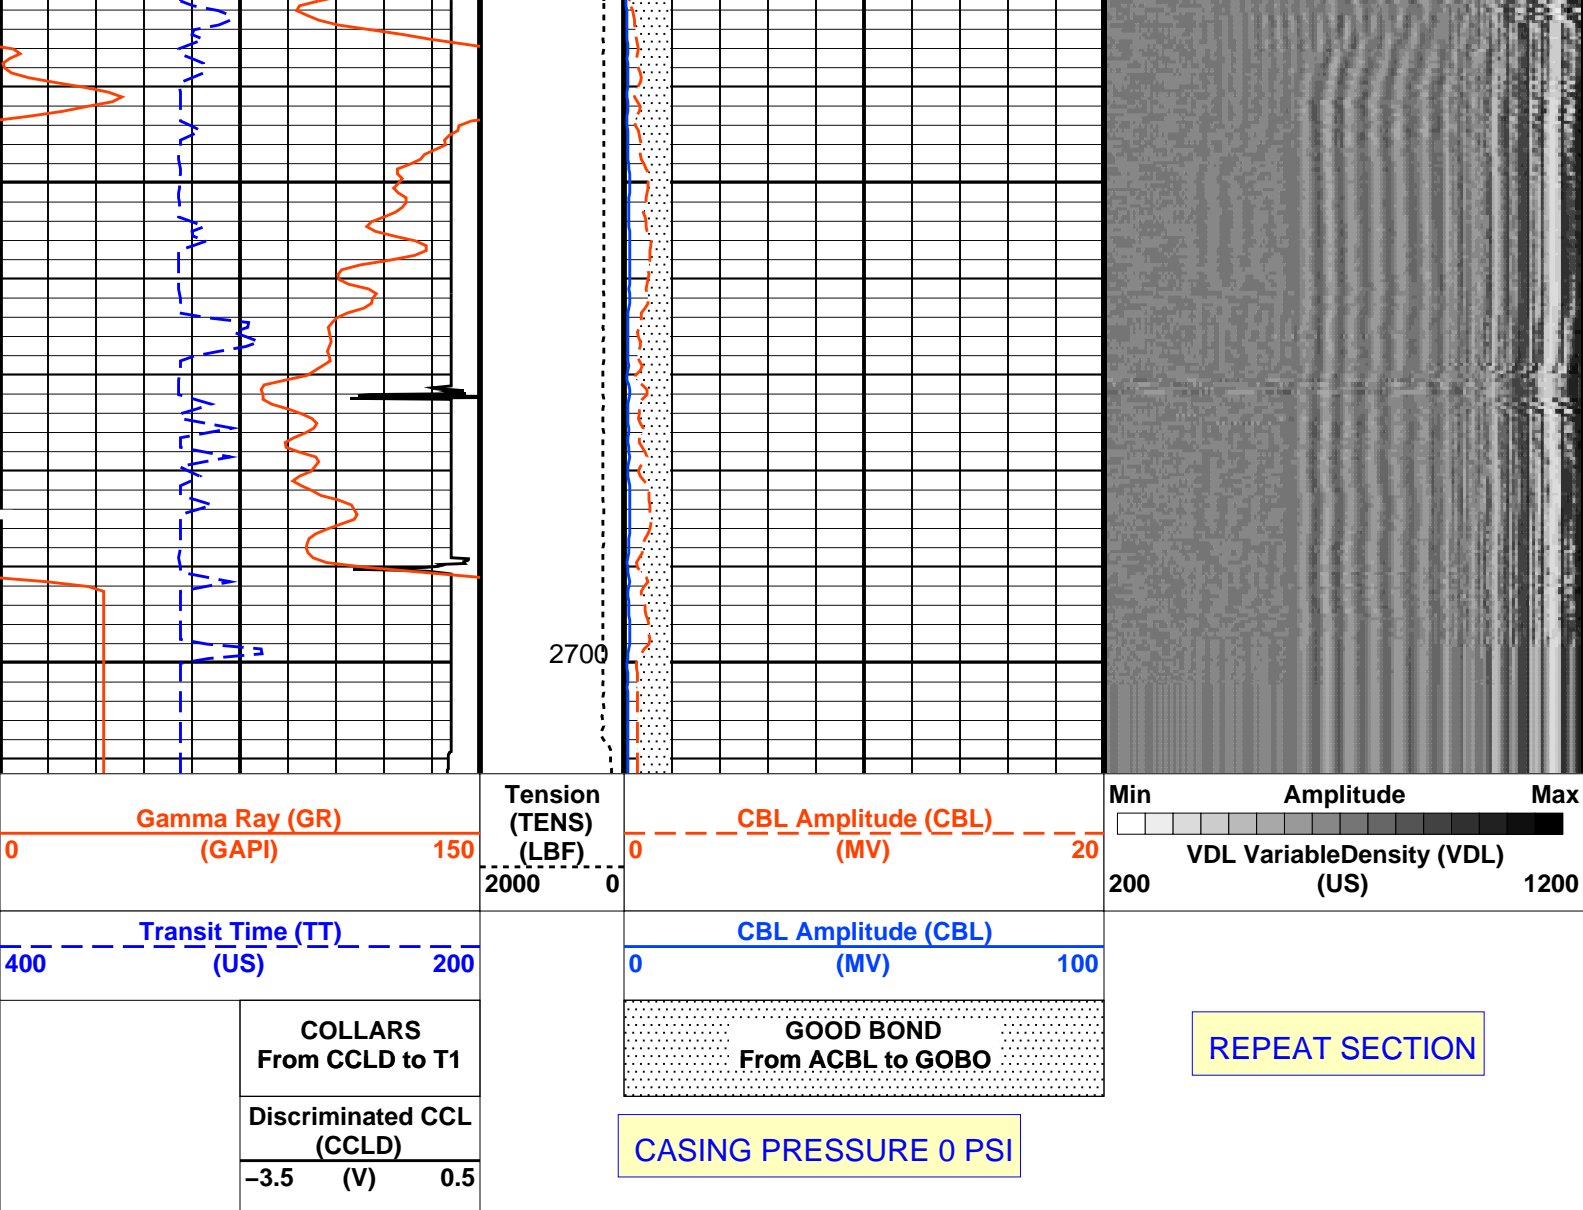 2700
Gamma Ray (GR)
0 (GAPI) 150
Tension
(TENS)
(LBF)
2000 0
CBL Amplitude (CBL)
0 (MV) 20
Min Amplitude Max
VDL VariableDensity (VDL)
200 (US) 1200
Transit Time (TT)
400 (US) 200
CBL Amplitude (CBL)
0 (MV) 100
COLLARS
From CCLD to T1
GOOD BOND
From ACBL to GOBO
REPEAT SECTION
Discriminated CCL
(CCLD)
−3.5 (V) 0.5
CASING PRESSURE 0 PSI